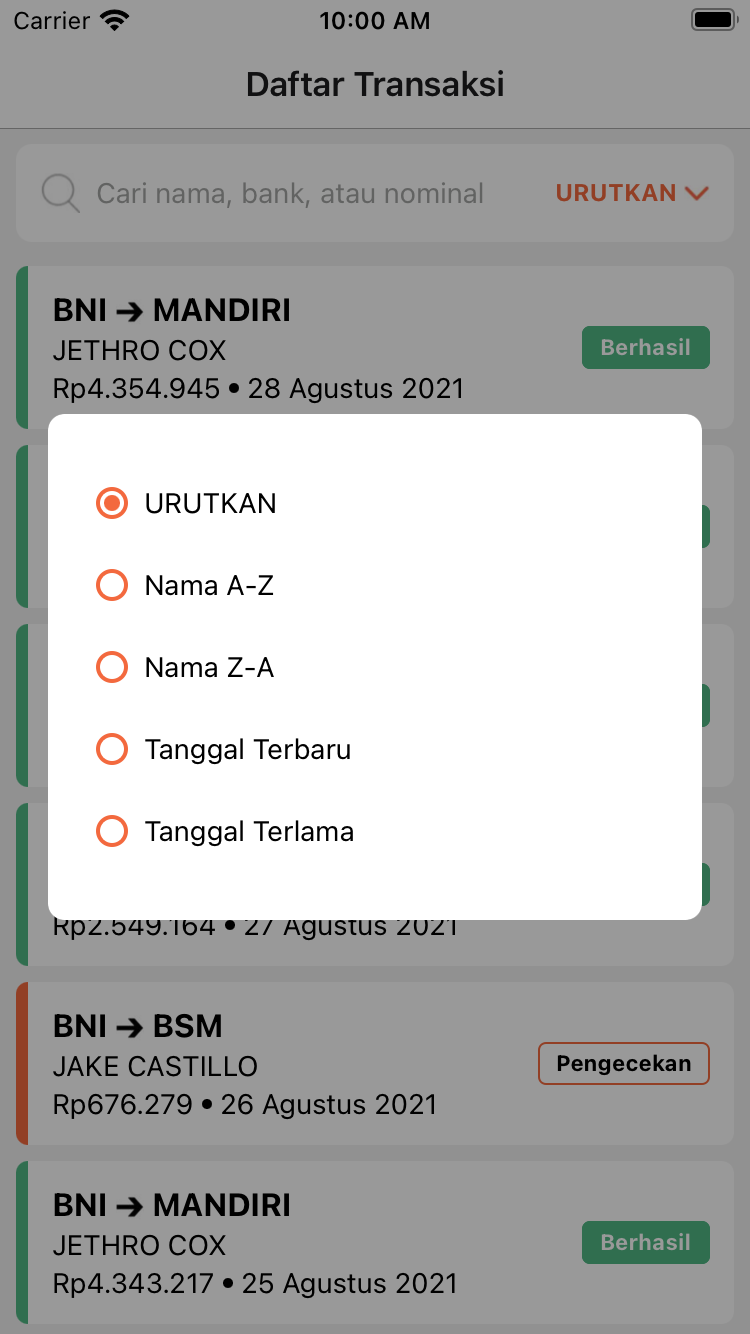 Carrier 10:00 AM
Daftar Transaksi
Cari nama, bank, atau nominal URUTKAN
BNI → MANDIRI
JETHRO COX
Berhasil
Rp4.354.945 • 28 Agustus 2021
URUTKAN
Nama A-Z
Nama Z-A
Tanggal Terbaru
Tanggal Terlama
Rp2.549.164 • 27 Agustus 2021
BNI → BSM
JAKE CASTILLO
Pengecekan
Rp676.279 • 26 Agustus 2021
BNI → MANDIRI
JETHRO COX
Berhasil
Rp4.343.217 • 25 Agustus 2021